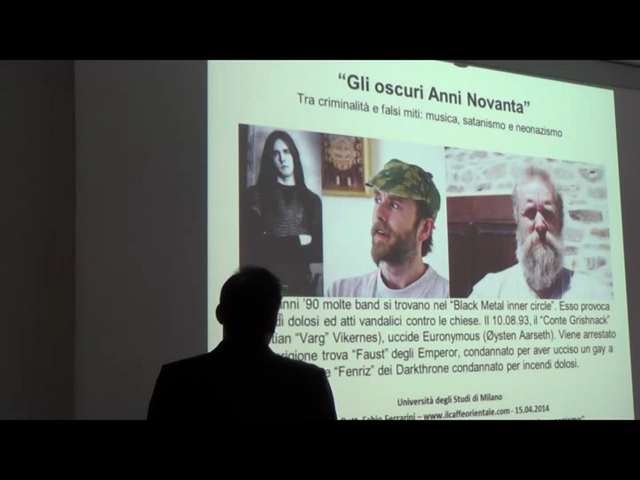 “Gli oscuri Anni Novanta”
Tra criminalità e falsi miti: musica, satanismo e neonazismo
anni '90 molte band si trovano nel “Black Metal inner circle”. Esso provoca
dolosi ed atti vandalici contro le chiese. Il 10.08.93, il “Conte Grishnack”
tian “Varg” Vikernes), uccide Euronymous (Øysten Aarseth). Viene arrestato
rigione trova “Faust” degli Emperor, condannato per aver ucciso un gay a
e “Fenriz” dei Darkthrone condannato per incendi dolosi.
Università degli Studi di Milano
Fabio Ferrarini – www.ilcaffeorientale.com - 15.04.2014